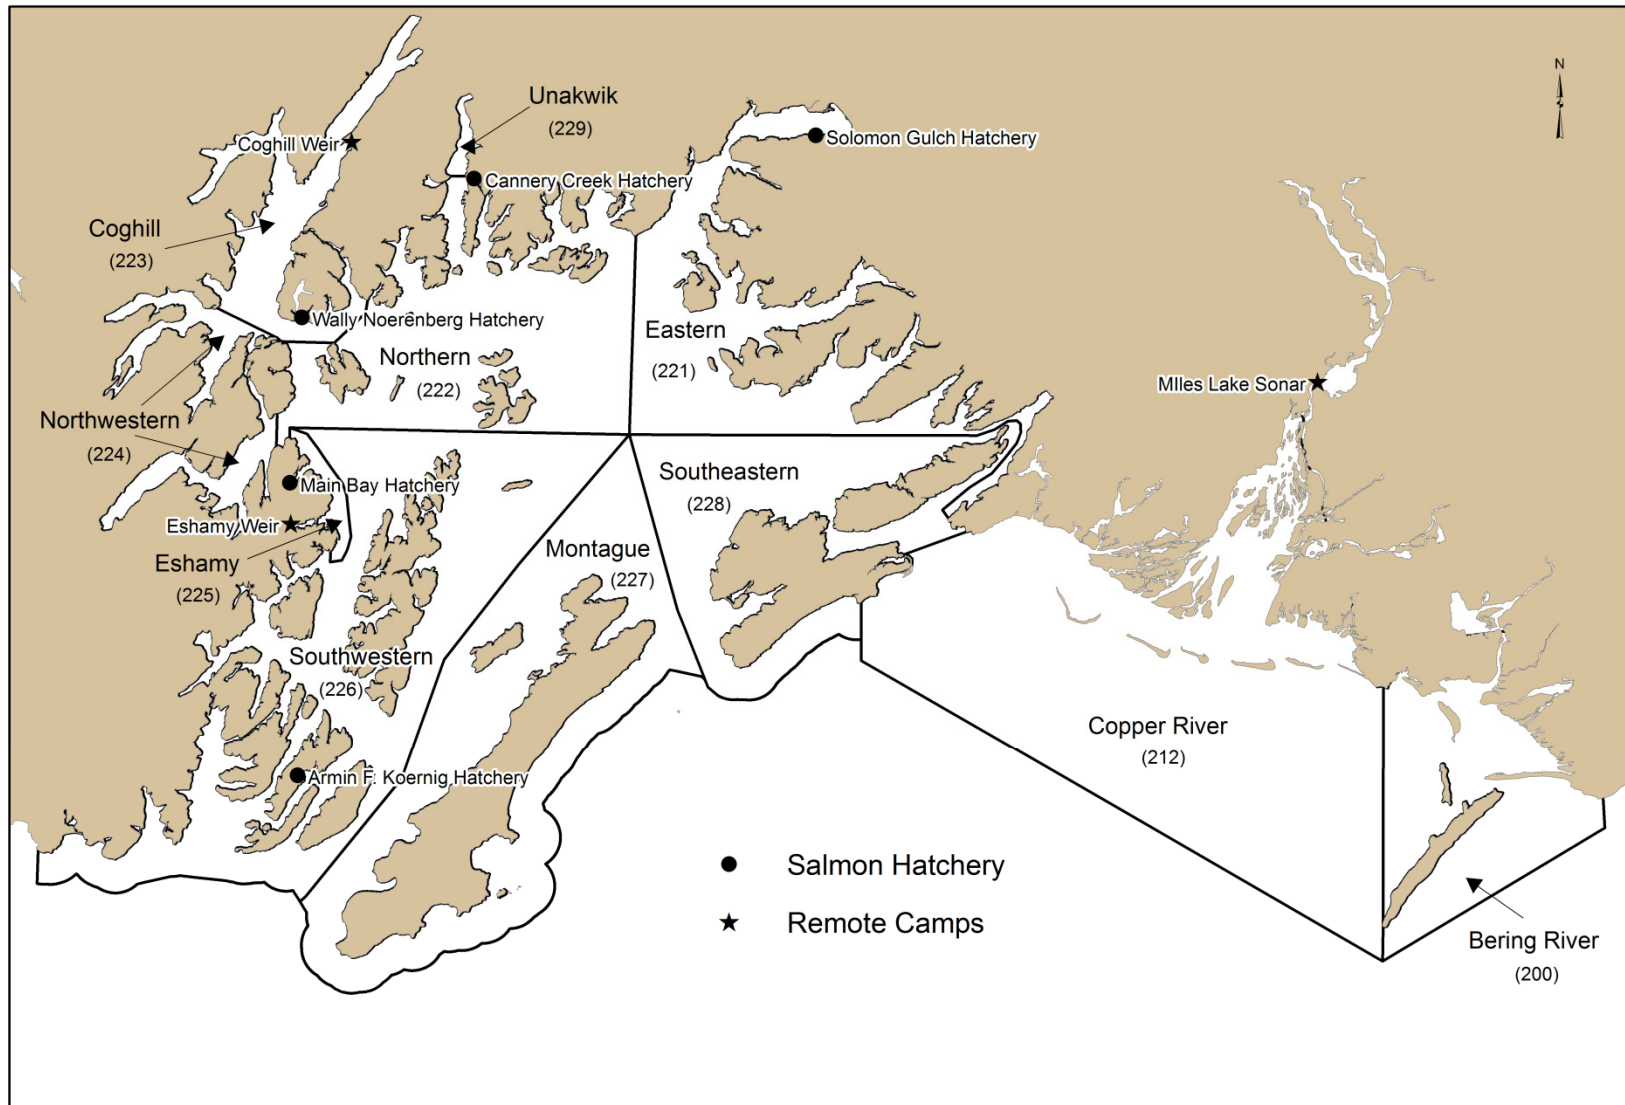 N
Unakwik
(229)
Coghill Weir
Solomon Gulch Hatchery
Cannery Creek Hatchery
Coghill
(223)
Wally Noerenberg Hatchery
Eastern
(221)
Northern
(222)
MIles Lake Sonar
Northwestern
(224)
Southeastern
(228)
Main Bay Hatchery
Eshamy Weir
Eshamy
(225)
Montague
(227)
Southwestern
(226)
Copper River
(212)
Armin F. Koernig Hatchery
Salmon Hatchery
Remote Camps
Bering River
(200)